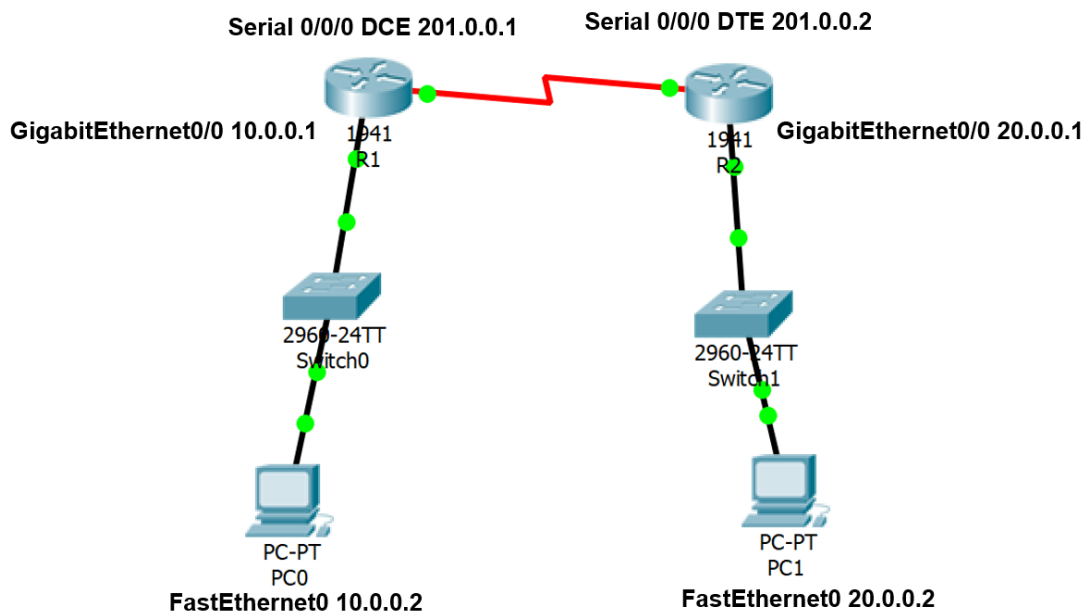 Serial 0/0/0 DCE 201.0.0.1
Serial 0/0/0 DTE 201.0.0.2
GigabitEthernet0/0 10.0.0.1
1941
R1
1941
R2
GigabitEthernet0/0 20.0.0.1
2960-24TT
Switch0
2960-24TT
Switch1
PC-PT
PC0
FastEthernet0 10.0.0.2
PC-PT
PC1
FastEthernet0 20.0.0.2